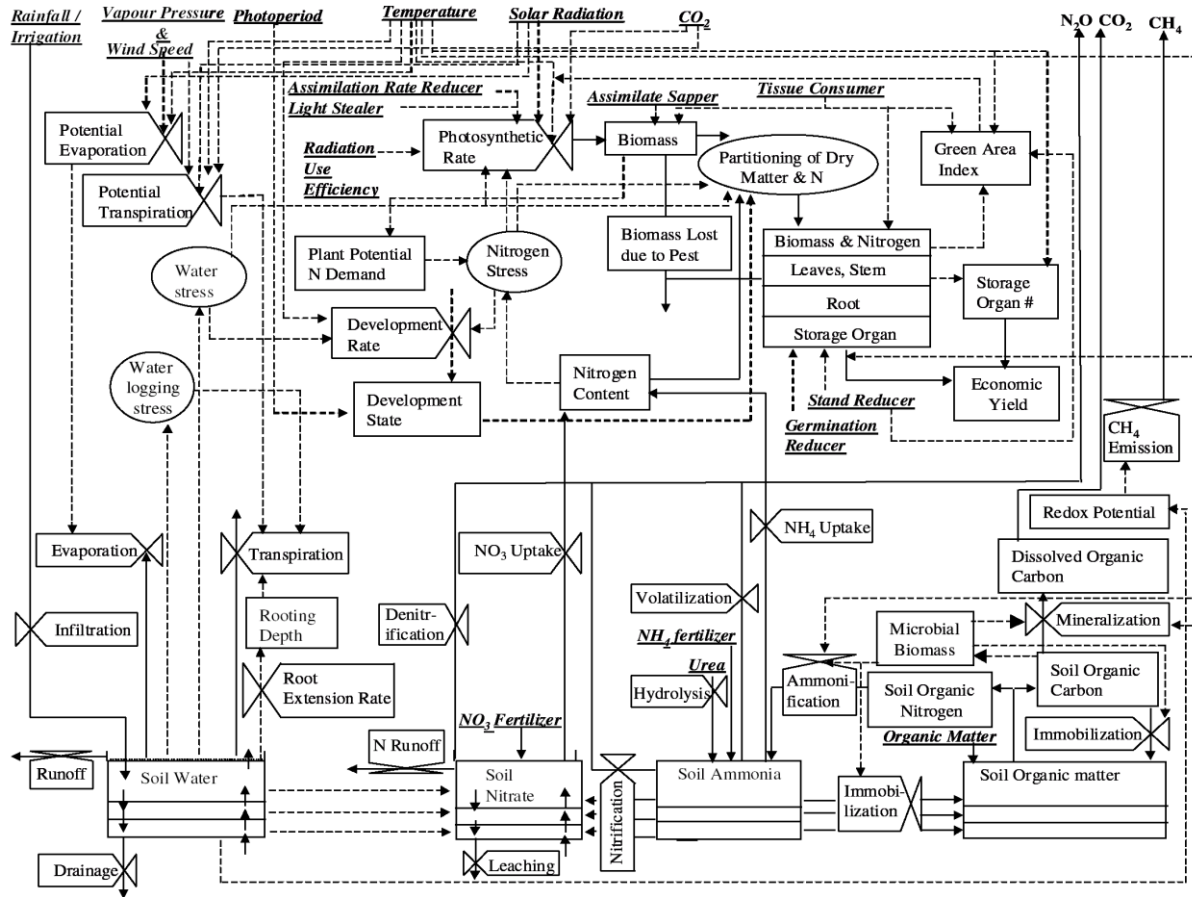 Rainfall /
Irrigation
Vapour Pressure
&
Wind Speed
Photoperiod
Temperature
Solar Radiation
CO2
N2O CO2
CH4
Assimilation Rate Reducer
Light Stealer
Assimilate Sapper
Tissue Consumer
Potential
Evaporation
Photosynthetic
Rate
Biomass
Partitioning of Dry
Matter & N
Green Area
Index
Radiation
Use
Efficiency
Potential
Transpiration
Water
stress
Plant Potential
N Demand
Nitrogen
Stress
Biomass Lost
due to Pest
Biomass & Nitrogen
Leaves, Stem
Root
Storage Organ
Storage
Organ #
Development
Rate
Water
logging
stress
Nitrogen
Content
Economic
Yield
Development
State
Stand Reducer
Germination
Reducer
CH4
Emission
Redox Potential
Evaporation
Transpiration
NO3 Uptake
NH4 Uptake
Dissolved Organic
Carbon
Infiltration
Rooting
Depth
Denitr-
ification
Volatilization
Mineralization
Microbial
Biomass
NH4 fertilizer
Urea
Hydrolysis
Root
Extension Rate
Ammoni-
fication
Soil Organic
Nitrogen
Soil Organic
Carbon
NO3 Fertilizer
Organic Matter
Immobilization
Runoff
N Runoff
Soil Water
Soil
Nitrate
Nitrification
Soil Ammonia
Immobi-
lization
Soil Organic matter
Drainage
Leaching